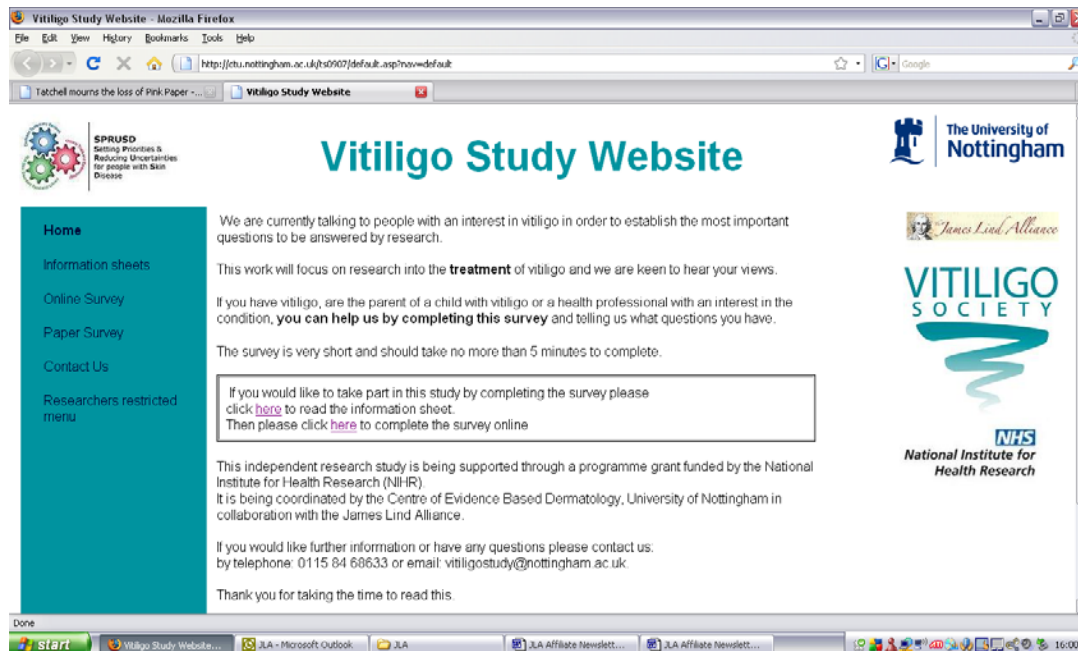 Vitiligo Study Website - Mozilla Firefox
File Edit View History Bookmarks Tools Help
http://ctu.nottingham.ac.uk/ts0907/default.asp?nav=default
Google
Tatchell mourns the loss of Pink Paper -...
Vitiligo Study Website
SPRUSD
Setting Priorities &
Reducing Uncertainties
for people with Skin
Disease
Vitiligo Study Website
The University of
Nottingham
Home
Information sheets
Online Survey
Paper Survey
Contact Us
Researchers restricted
menu
We are currently talking to people with an interest in vitiligo in order to establish the most important
questions to be answered by research.
This work will focus on research into the treatment of vitiligo and we are keen to hear your views.
If you have vitiligo, are the parent of a child with vitiligo or a health professional with an interest in the
condition, you can help us by completing this survey and telling us what questions you have.
The survey is very short and should take no more than 5 minutes to complete.
If you would like to take part in this study by completing the survey please
click here to read the information sheet.
Then please click here to complete the survey online
This independent research study is being supported through a programme grant funded by the National
Institute for Health Research (NIHR).
It is being coordinated by the Centre of Evidence Based Dermatology, University of Nottingham in
collaboration with the James Lind Alliance.
If you would like further information or have any questions please contact us:
by telephone: 0115 84 68633 or email: vitiligostudy@nottingham.ac.uk.
Thank you for taking the time to read this.
James Lind Alliance
VITILIGO
SOCIETY
NHS
National Institute for
Health Research
Done
start
Vitiligo Study Website...
JLA - Microsoft Outlook
JLA
JLA Affiliate Newslett...
JLA Affiliate Newslett...
16:00